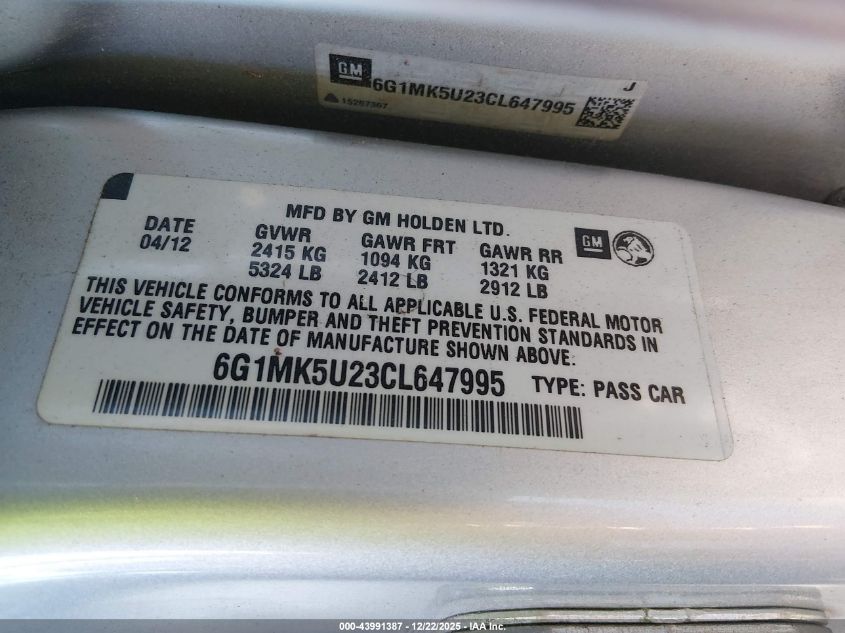 GM
6G1MK5U23CL647995
J
15287367
MFD BY GM HOLDEN LTD.
DATE GVWR GAWR FRT GAWR RR GM
04/12 2415 KG 1094 KG 1321 KG
5324 LB 2412 LB 2912 LB
THIS VEHICLE CONFORMS TO ALL APPLICABLE U.S. FEDERAL MOTOR
VEHICLE SAFETY, BUMPER AND THEFT PREVENTION STANDARDS IN
EFFECT ON THE DATE OF MANUFACTURE SHOWN ABOVE.
6G1MK5U23CL647995 TYPE: PASS CAR
000-43991387 - 12/22/2025 - IAA Inc.